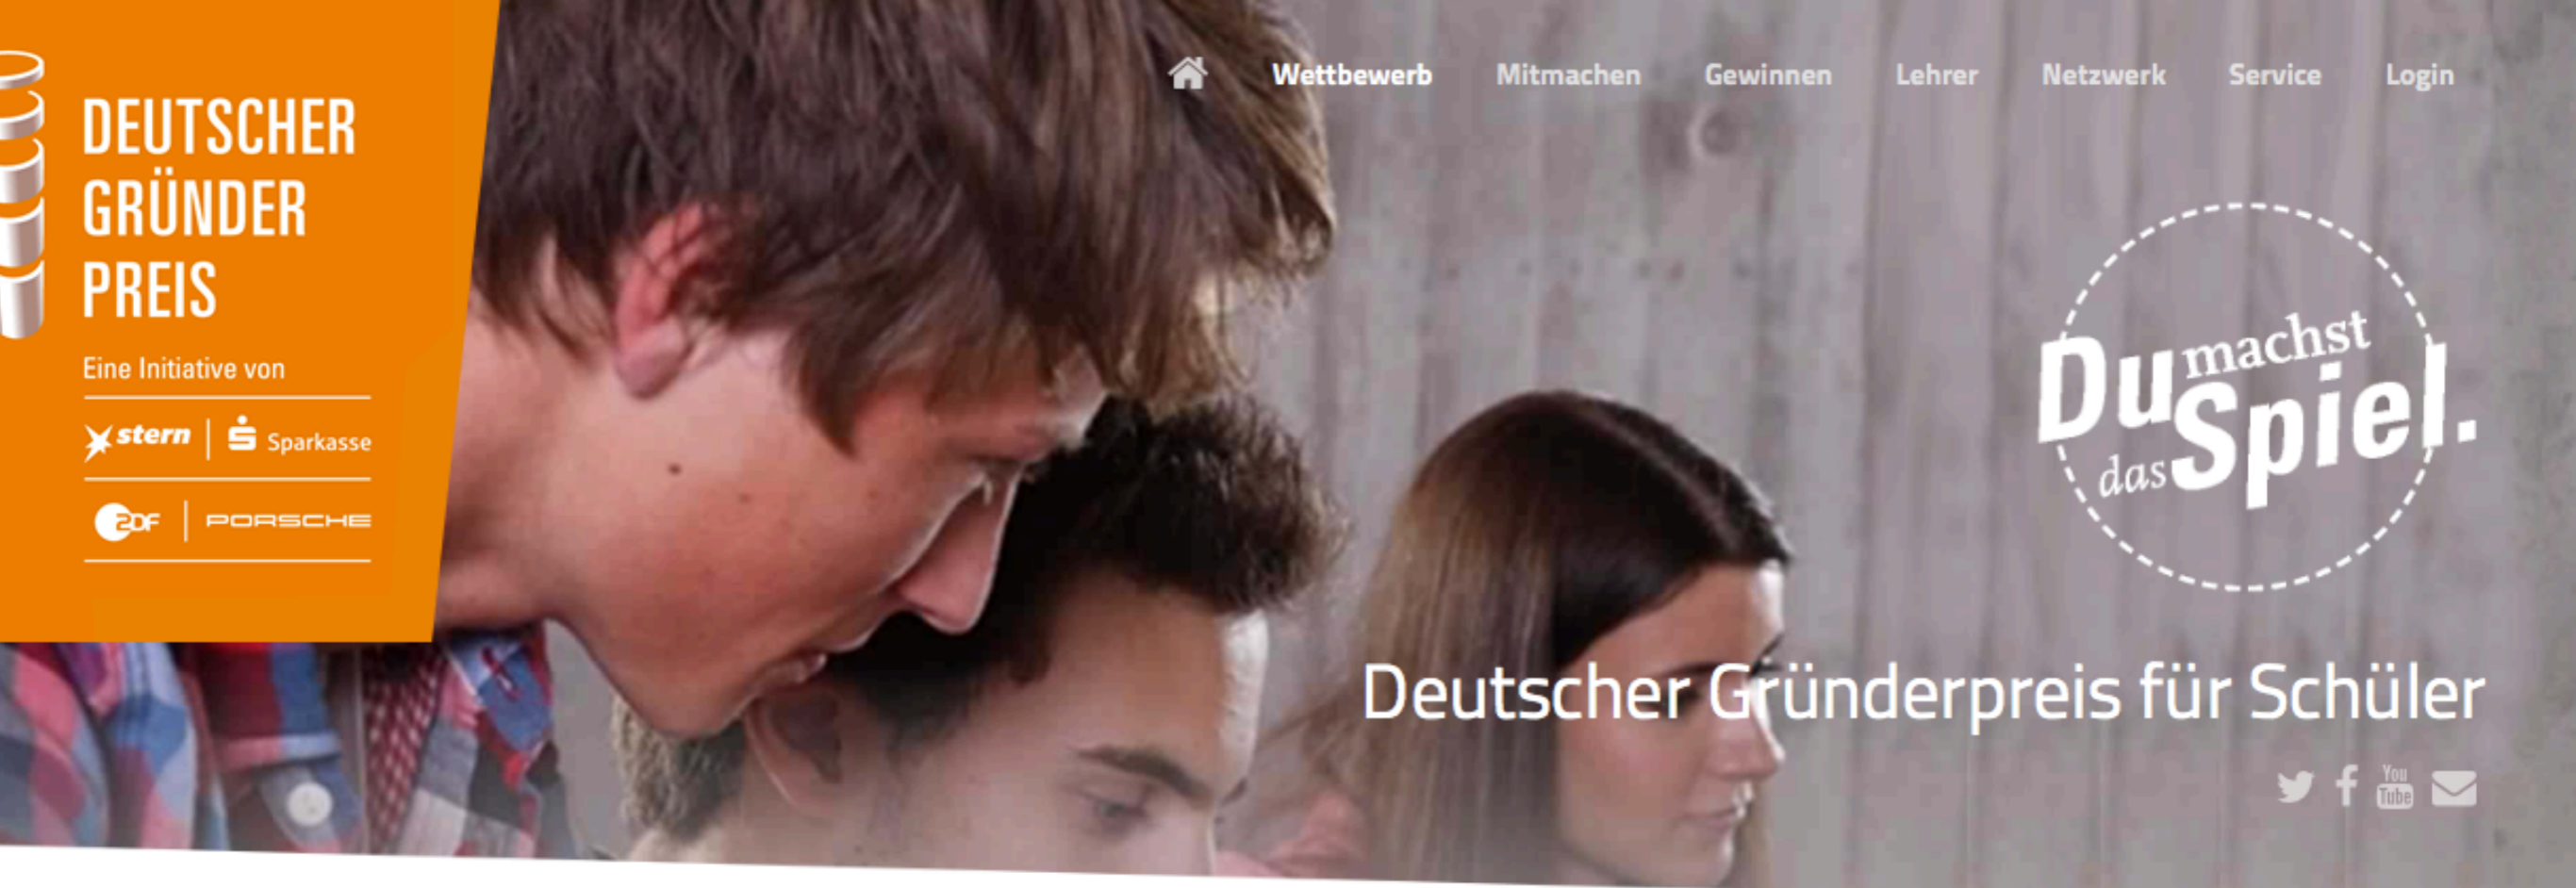 DEUTSCHER
GRÜNDER
PREIS
Eine Initiative von
stern | Sparkasse
ZDF | PORSCHE
Wettbewerb Mitmachen Gewinnen Lehrer Netzwerk Service Login
Du machst
das Spiel.
Deutscher Gründerpreis für Schüler
You
Tube